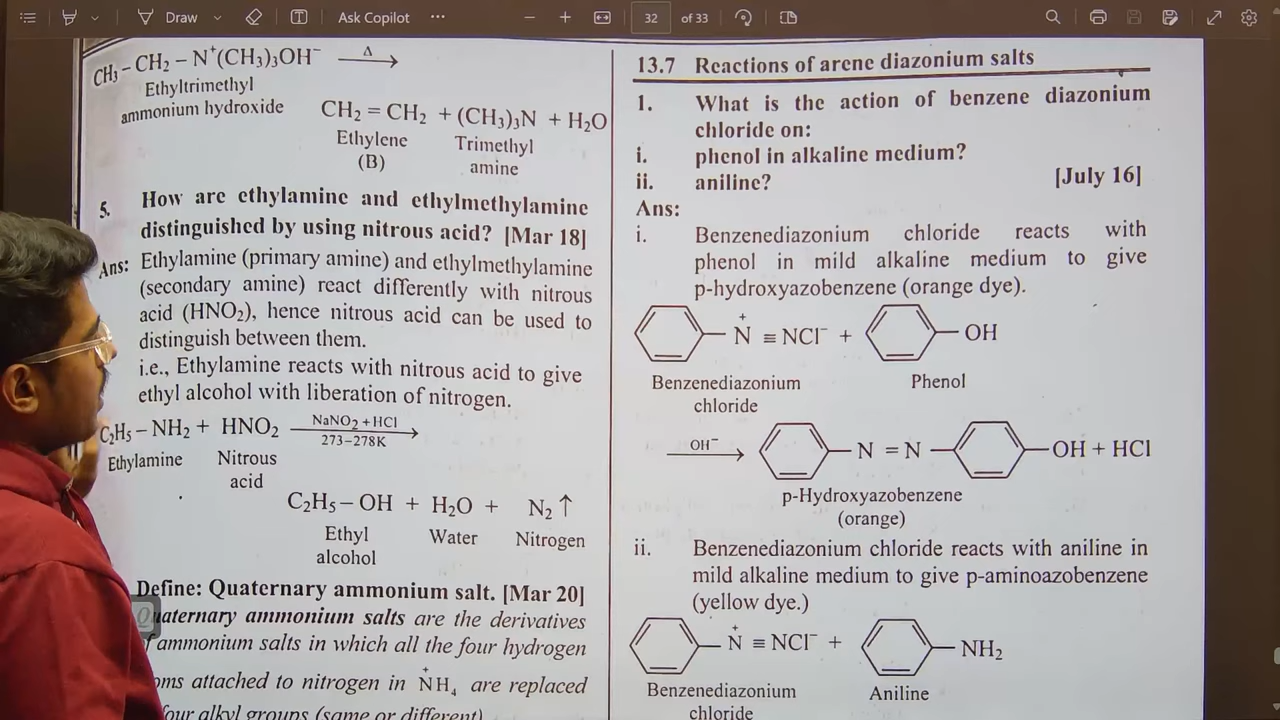 Draw
Ask Copilot
32 of 33
CH₃ – CH₂ – N⁺(CH₃)₃OH⁻ —Δ→
Ethyltrimethyl
ammonium hydroxide
CH₂ = CH₂ + (CH₃)₃N + H₂O
Ethylene Trimethyl
(B) amine
5. How are ethylamine and ethylmethylamine
distinguished by using nitrous acid? [Mar 18]
Ans: Ethylamine (primary amine) and ethylmethylamine
(secondary amine) react differently with nitrous
acid (HNO₂), hence nitrous acid can be used to
distinguish between them.
i.e., Ethylamine reacts with nitrous acid to give
ethyl alcohol with liberation of nitrogen.
C₂H₅ – NH₂ + HNO₂ NaNO₂ + HCl
273–278K
Ethylamine Nitrous
acid
C₂H₅ – OH + H₂O + N₂ ↑
Ethyl Water Nitrogen
alcohol
Define: Quaternary ammonium salt. [Mar 20]
Quaternary ammonium salts are the derivatives
ammonium salts in which all the four hydrogen
attached to nitrogen in N⁺H₄ are replaced
four alkyl groups (same or different)
13.7 Reactions of arene diazonium salts
1. What is the action of benzene diazonium
chloride on:
i. phenol in alkaline medium?
ii. aniline? [July 16]
Ans:
i. Benzenediazonium chloride reacts with
phenol in mild alkaline medium to give
p-hydroxyazobenzene (orange dye).
N⁺ ≡ NCl⁻ + OH
Benzenediazonium Phenol
chloride
OH⁻ N = N OH + HCl
p-Hydroxyazobenzene
(orange)
ii. Benzenediazonium chloride reacts with aniline in
mild alkaline medium to give p-aminoazobenzene
(yellow dye.)
N⁺ ≡ NCl⁻ + NH₂
Benzenediazonium Aniline
chloride